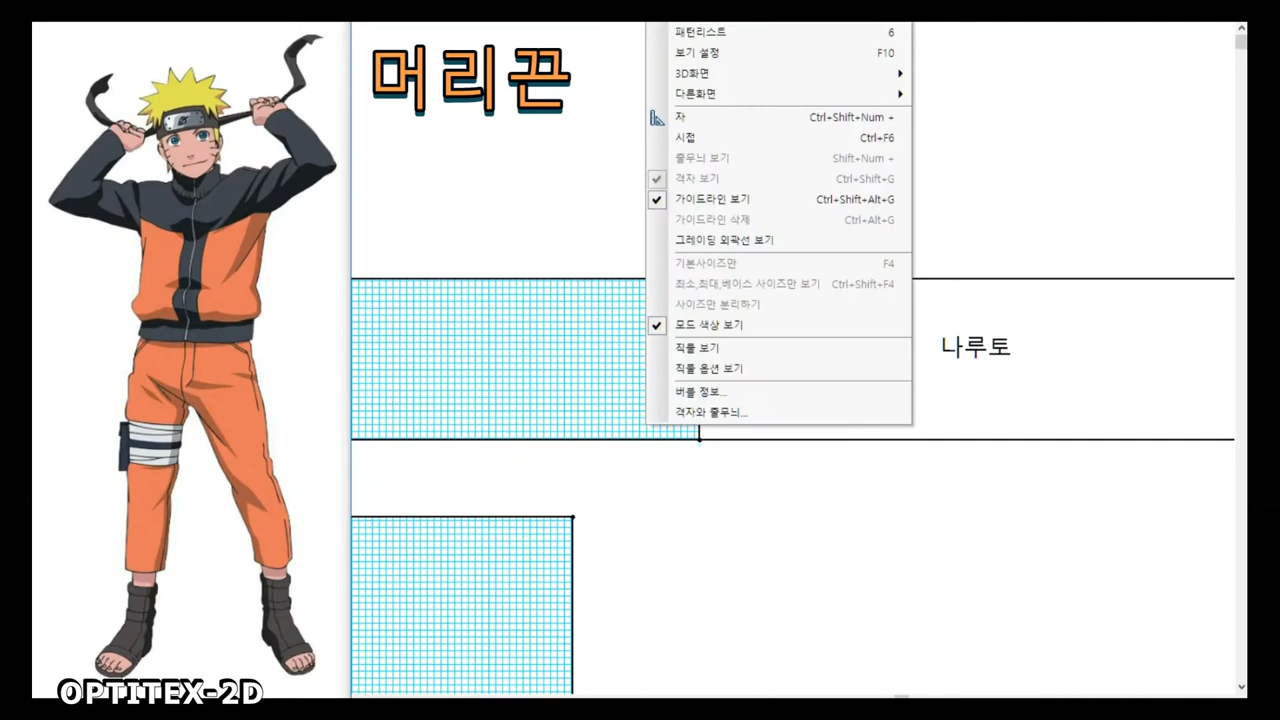 머리끈
패턴리스트 6
보기 설정 F10
3D화면
다른화면
자 Ctrl+Shift+Num +
시접 Ctrl+F6
줄무늬 보기 Shift+Num +
격자 보기 Ctrl+Shift+G
가이드라인 보기 Ctrl+Shift+Alt+G
가이드라인 삭제 Ctrl+Alt+G
그레이딩 외곽선 보기
기본사이즈만 F4
최소,최대,베이스 사이즈만 보기 Ctrl+Shift+F4
사이즈만 분리하기
모드 색상 보기
직물 보기
직물 옵션 보기
버블 정보...
격자와 줄무늬...
나루토
OPTITEX-2D